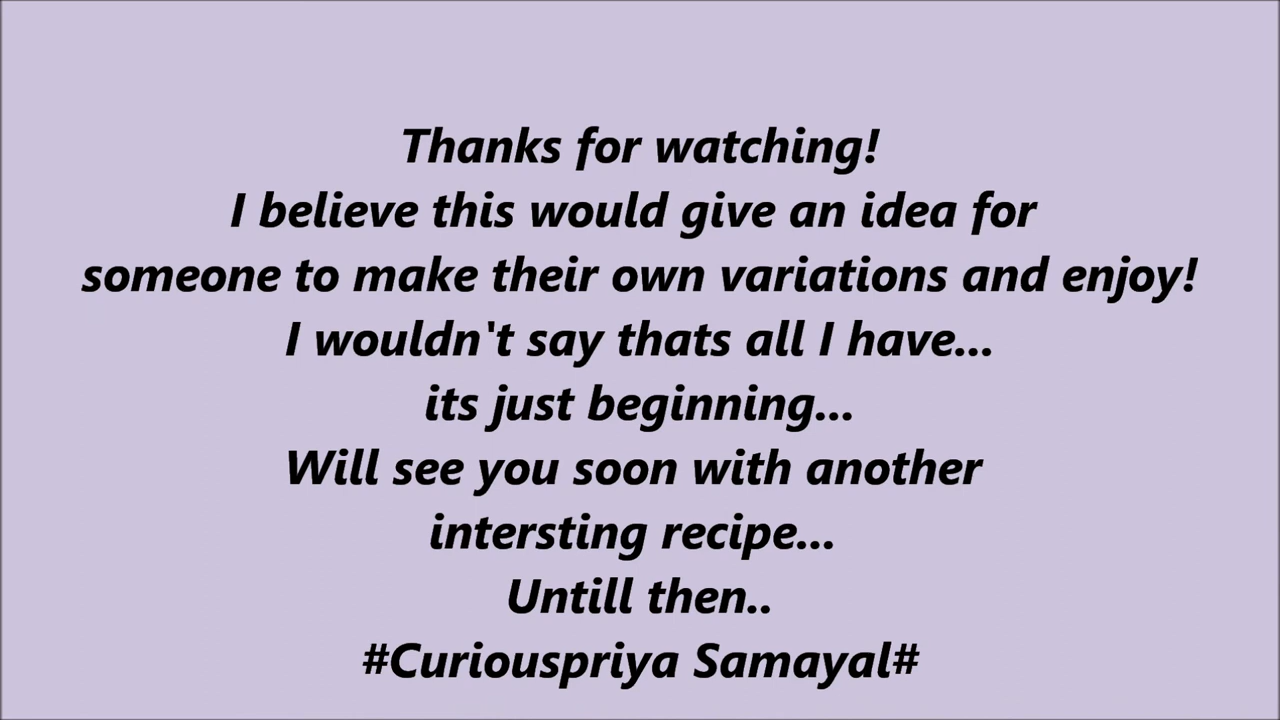 Thanks for watching!
I believe this would give an idea for
someone to make their own variations and enjoy!
I wouldn't say thats all I have...
its just beginning...
Will see you soon with another
intersting recipe...
Untill then..
#Curiouspriya Samayal#